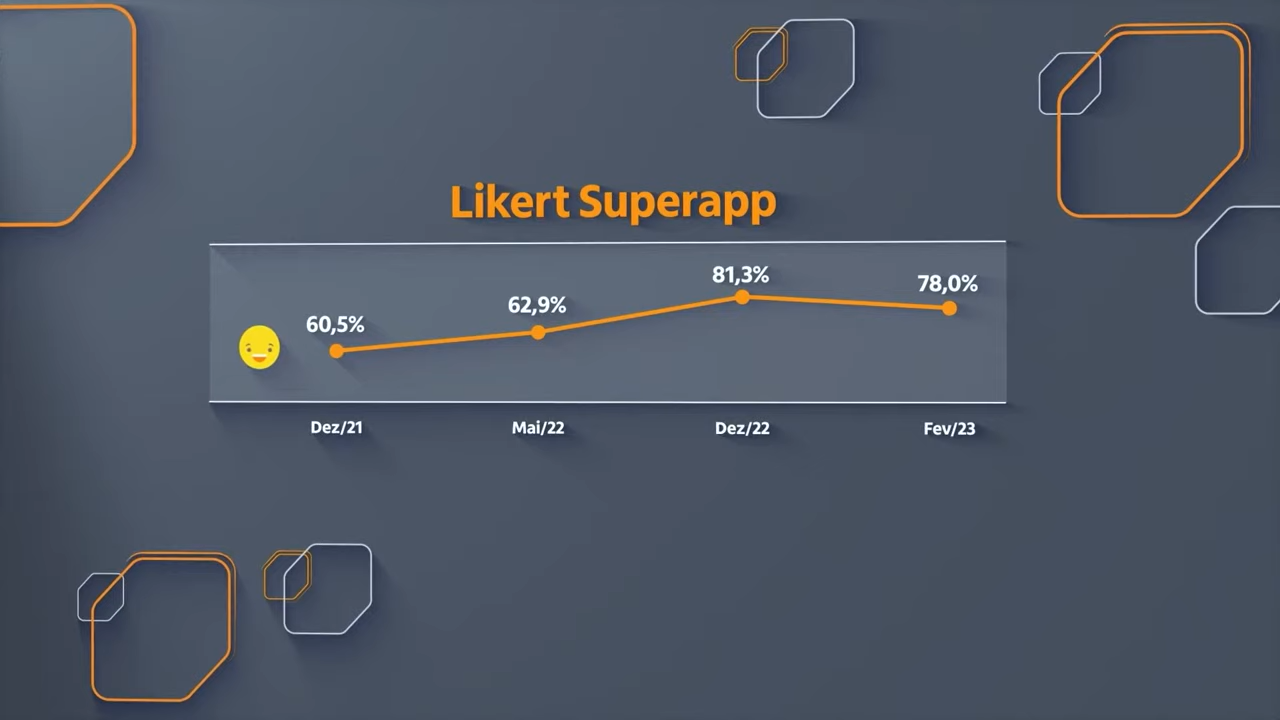 Likert Superapp
60,5%
62,9%
81,3%
78,0%
Dez/21
Mai/22
Dez/22
Fev/23